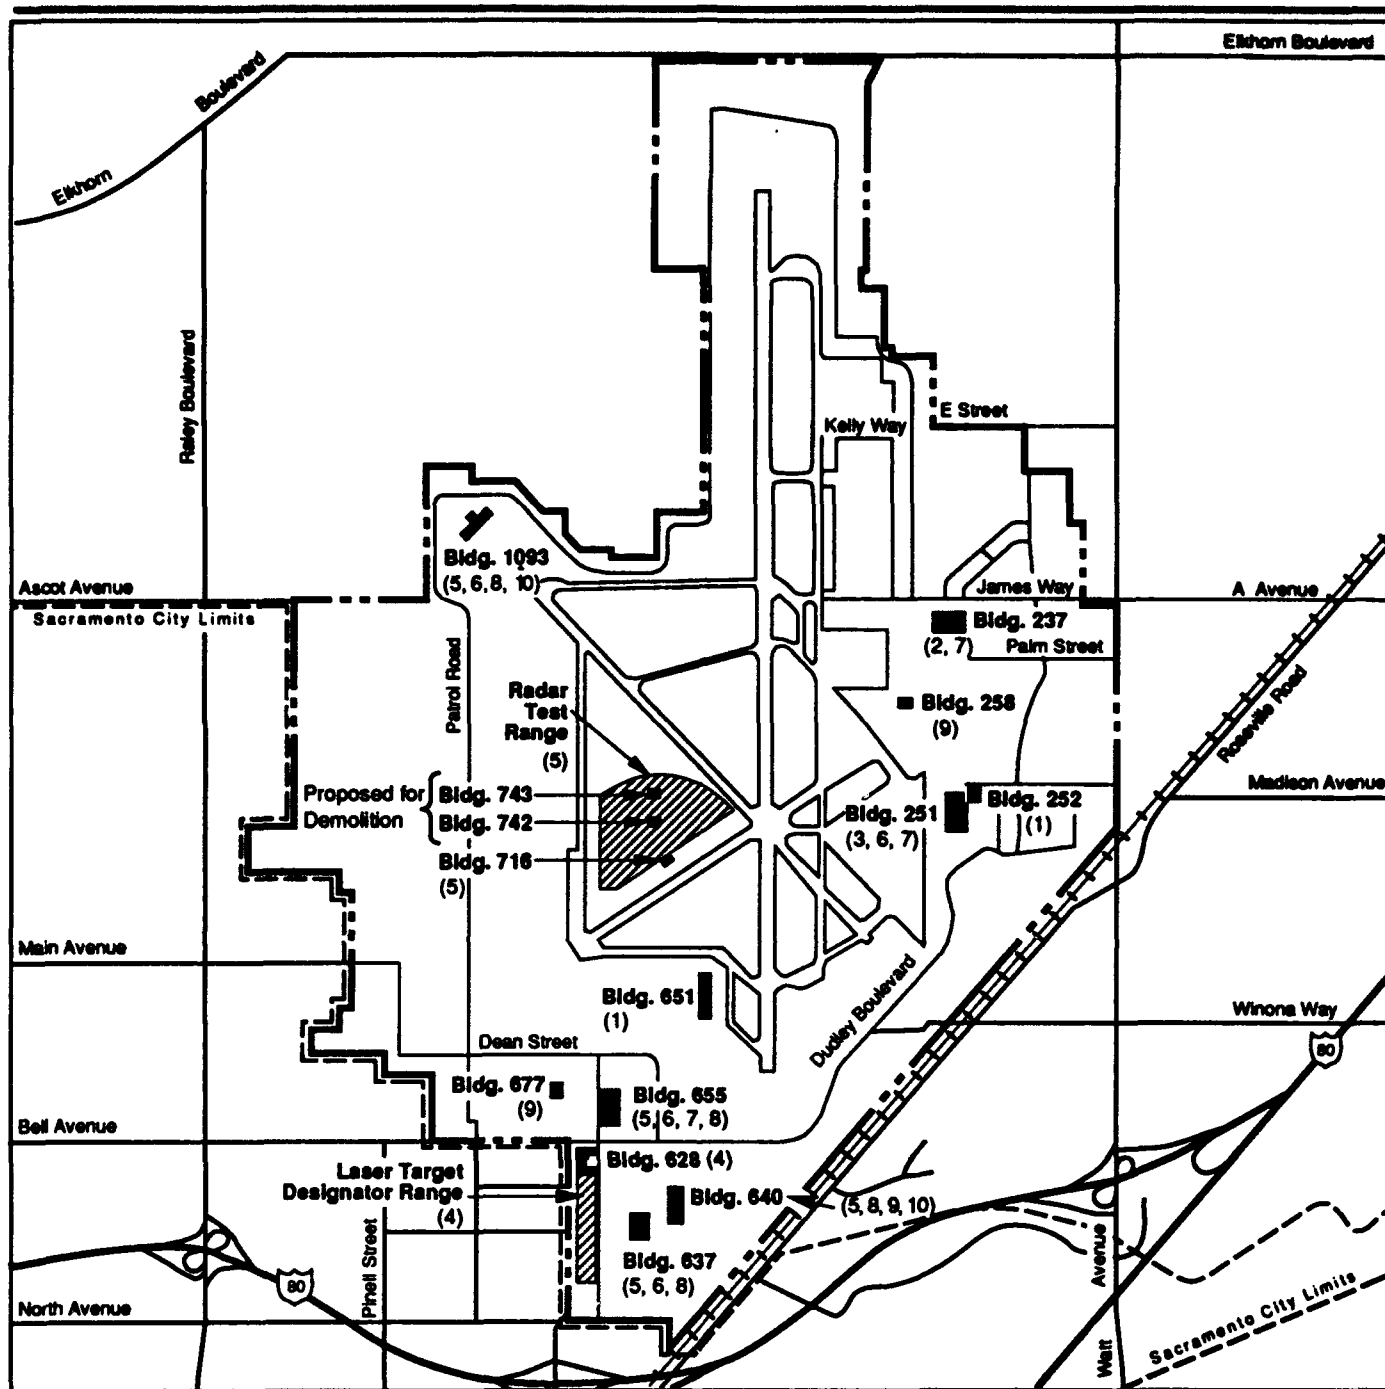 Elkhorn Boulevard
Boulevard
Elkhorn
Raley Boulevard
E Street
Kelly Way
Bldg. 1093
(5, 6, 8, 10)
Ascot Avenue
Sacramento City Limits
James Way
A Avenue
Bldg. 237
(2, 7)
Palm Street
Patrol Road
Radar
Test
Range
(5)
Bldg. 258
(9)
Roseville Road
Proposed for
Demolition
Bldg. 743
Bldg. 742
Bldg. 716
(5)
Madison Avenue
Bldg. 252
(1)
Bldg. 251
(3, 6, 7)
Main Avenue
Bldg. 651
(1)
Dudley Boulevard
Winona Way
80
Dean Street
Bldg. 677
(9)
Bldg. 655
(5, 6, 7, 8)
Bell Avenue
Bldg. 628 (4)
Laser Target
Designator Range
(4)
Bldg. 640
(5, 8, 9, 10)
Bldg. 637
(5, 6, 8)
Pinell Street
80
North Avenue
Watt Avenue
Sacramento City Limits